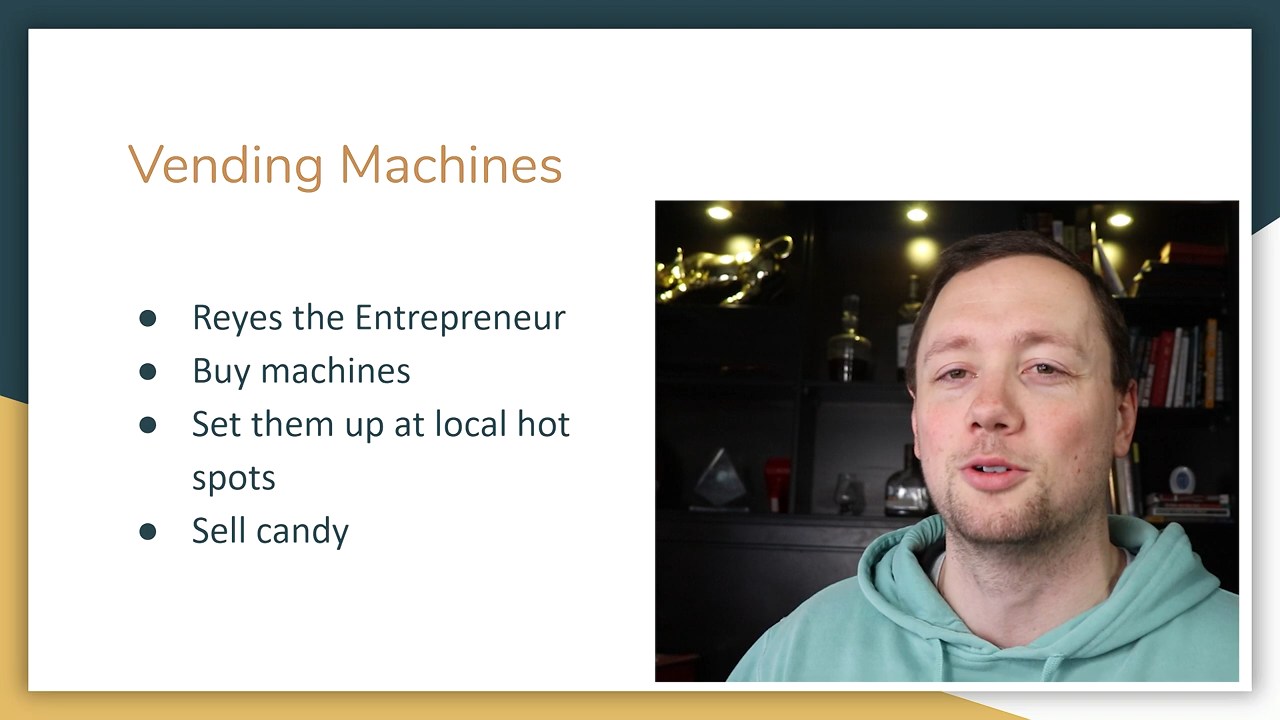 Vending Machines
Reyes the Entrepreneur
Buy machines
Set them up at local hot
spots
Sell candy